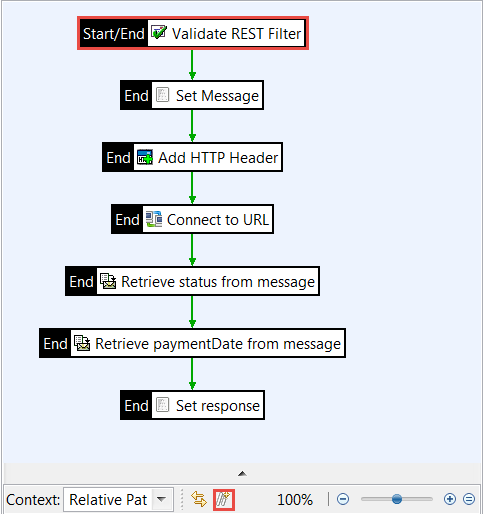 Start/End Validate REST Filter
End Set Message
End Add HTTP Header
End Connect to URL
End Retrieve status from message
End Retrieve paymentDate from message
End Set response
Context: Relative Pat 100%